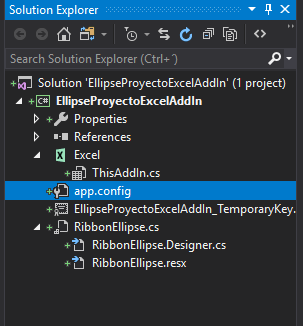 Solution Explorer
Search Solution Explorer (Ctrl+´)
Solution 'EllipseProyectoExcelAddIn' (1 project)
C# EllipseProyectoExcelAddIn
Properties
References
Excel
ThisAddIn.cs
app.config
EllipseProyectoExcelAddIn_TemporaryKey.
RibbonEllipse.cs
RibbonEllipse.Designer.cs
RibbonEllipse.resx